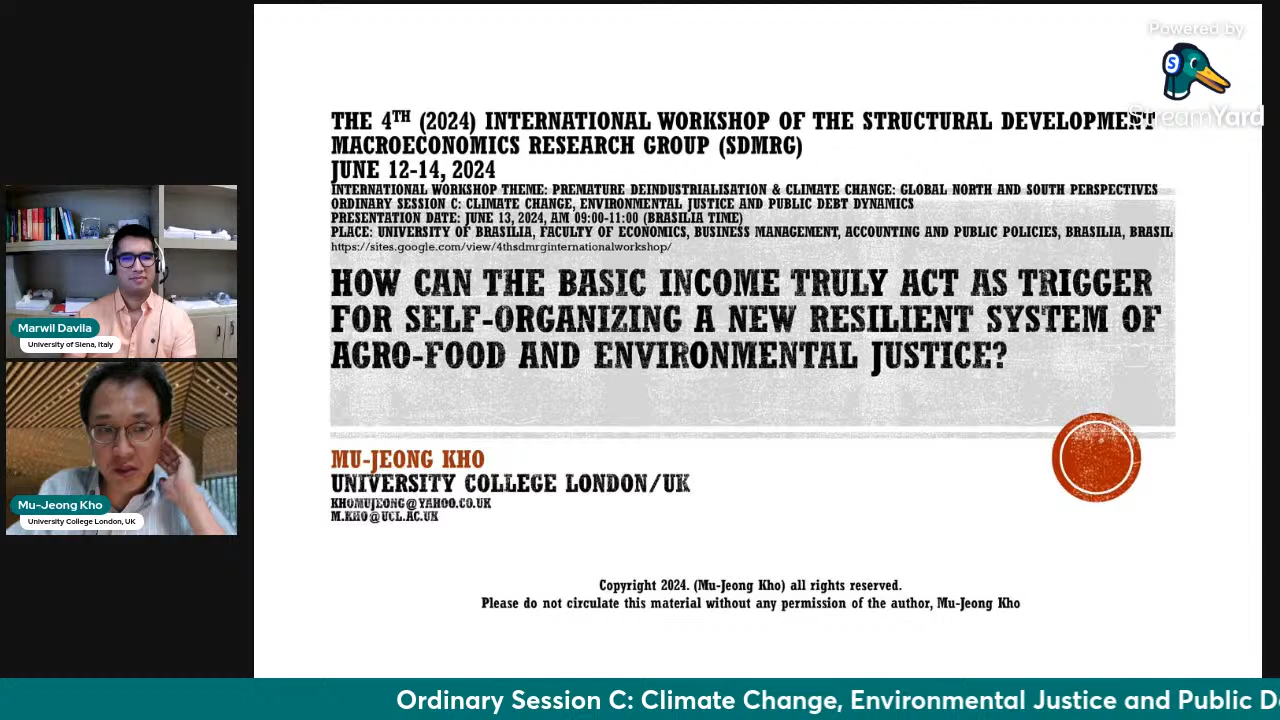 Powered by
S
StreamYard
THE 4TH (2024) INTERNATIONAL WORKSHOP OF THE STRUCTURAL DEVELOPMENT
MACROECONOMICS RESEARCH GROUP (SDMRG)
JUNE 12-14, 2024
INTERNATIONAL WORKSHOP THEME: PREMATURE DEINDUSTRIALISATION & CLIMATE CHANGE: GLOBAL NORTH AND SOUTH PERSPECTIVES
ORDINARY SESSION C: CLIMATE CHANGE, ENVIRONMENTAL JUSTICE AND PUBLIC DEBT DYNAMICS
PRESENTATION DATE: JUNE 13, 2024, AM 09:00-11:00 (BRASILIA TIME)
PLACE: UNIVERSITY OF BRASILIA, FACULTY OF ECONOMICS, BUSINESS MANAGEMENT, ACCOUNTING AND PUBLIC POLICIES, BRASILIA, BRASIL
https://sites.google.com/view/4thsdmrginternationalworkshop/
HOW CAN THE BASIC INCOME TRULY ACT AS TRIGGER
FOR SELF-ORGANIZING A NEW RESILIENT SYSTEM OF
AGRO-FOOD AND ENVIRONMENTAL JUSTICE?
MU-JEONG KHO
UNIVERSITY COLLEGE LONDON/UK
KHOMUJEONG@YAHOO.CO.UK
M.KHO@UCL.AC.UK
Copyright 2024. (Mu-Jeong Kho) all rights reserved.
Please do not circulate this material without any permission of the author, Mu-Jeong Kho
Marwil Davila
University of Siena, Italy
Mu-Jeong Kho
University College London, UK
Ordinary Session C: Climate Change, Environmental Justice and Public D